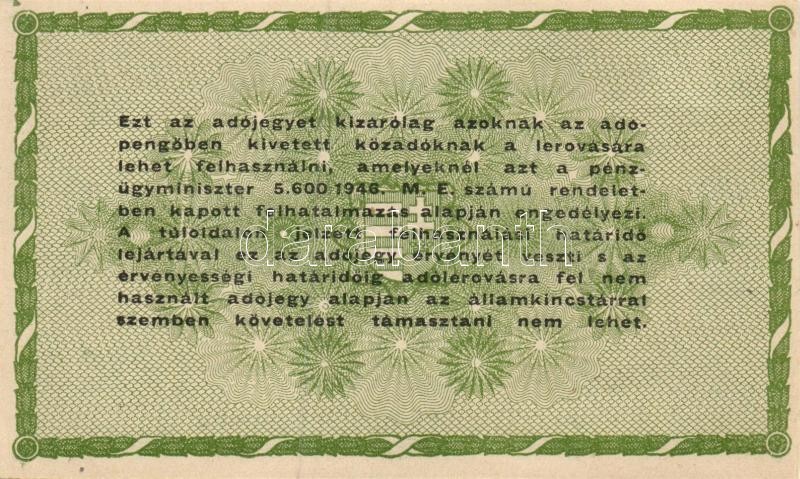 Ezt az adójegyet kizárólag azoknak az adó-
pengőben kivetett közadóknak a lerovására
lehet felhasználni, amelyeknél azt a pénz-
ügyminiszter 5.600 1946. M. E. számú rendelet-
ben kapott felhatalmazás alapján engedélyezi.
A túloldalon jelzett felhasználási határidő
lejártával ez az adójegy érvényét veszti s az
érvényességi határidőig adólerovásra fel nem
használt adójegy alapján az államkincstárral
szemben követelést támasztani nem lehet.
darabanth